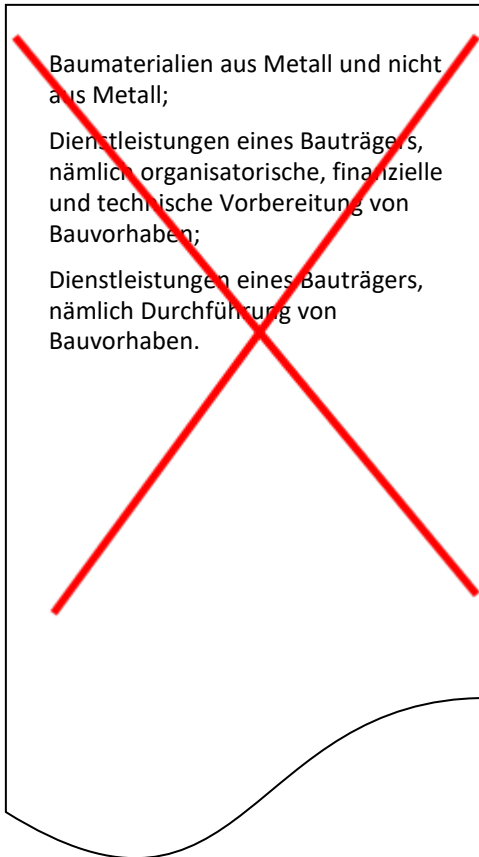 Baumaterialien aus Metall und nicht
aus Metall;
Dienstleistungen eines Bauträgers,
nämlich organisatorische, finanzielle
und technische Vorbereitung von
Bauvorhaben;
Dienstleistungen eines Bauträgers,
nämlich Durchführung von
Bauvorhaben.